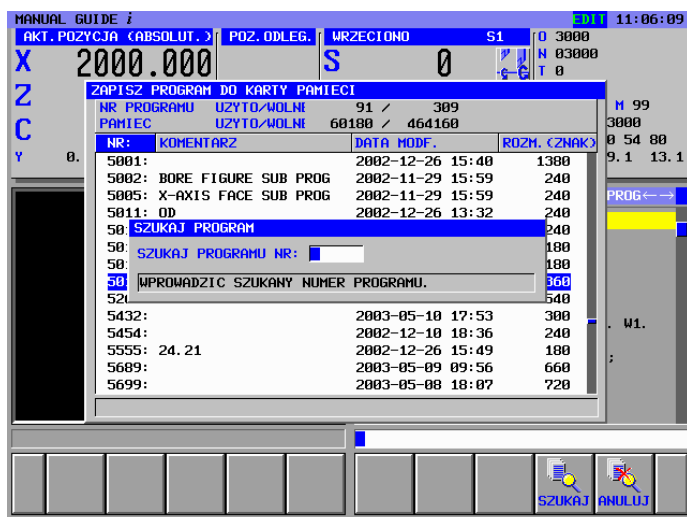 MANUAL GUIDE i EDIT 11:06:09
AKT.POZYCJA (ABSOLUT.) POZ.ODLEG. WRZECIONO S1 O 3000
X 2000.000 S 0 N 03000
T 0
Z
C
Y 0.
M 99
3000
0 54 80
9.1 13.1
ZAPISZ PROGRAM DO KARTY PAMIECI
NR PROGRAMU UZYTO/WOLNE 91 / 309
PAMIEC UZYTO/WOLNE 60180 / 464160
NR: KOMENTARZ DATA MODF. ROZM.(ZNAK)
5001: 2002-12-26 15:40 1380
5002: BORE FIGURE SUB PROG 2002-11-29 15:59 240
5005: X-AXIS FACE SUB PROG 2002-11-29 15:59 240
5011: OD 2002-12-26 13:32 240
50 240
50 180
50 180
50 360
520 540
5432: 2003-05-10 17:53 300
5454: 2002-12-10 18:36 240
5555: 24.21 2002-12-26 15:49 180
5689: 2003-05-09 09:56 660
5699: 2003-05-08 18:07 720
SZUKAJ PROGRAM
SZUKAJ PROGRAMU NR:
WPROWADZIC SZUKANY NUMER PROGRAMU.
PROG←→
. W1.
;
SZUKAJ ANULUJ